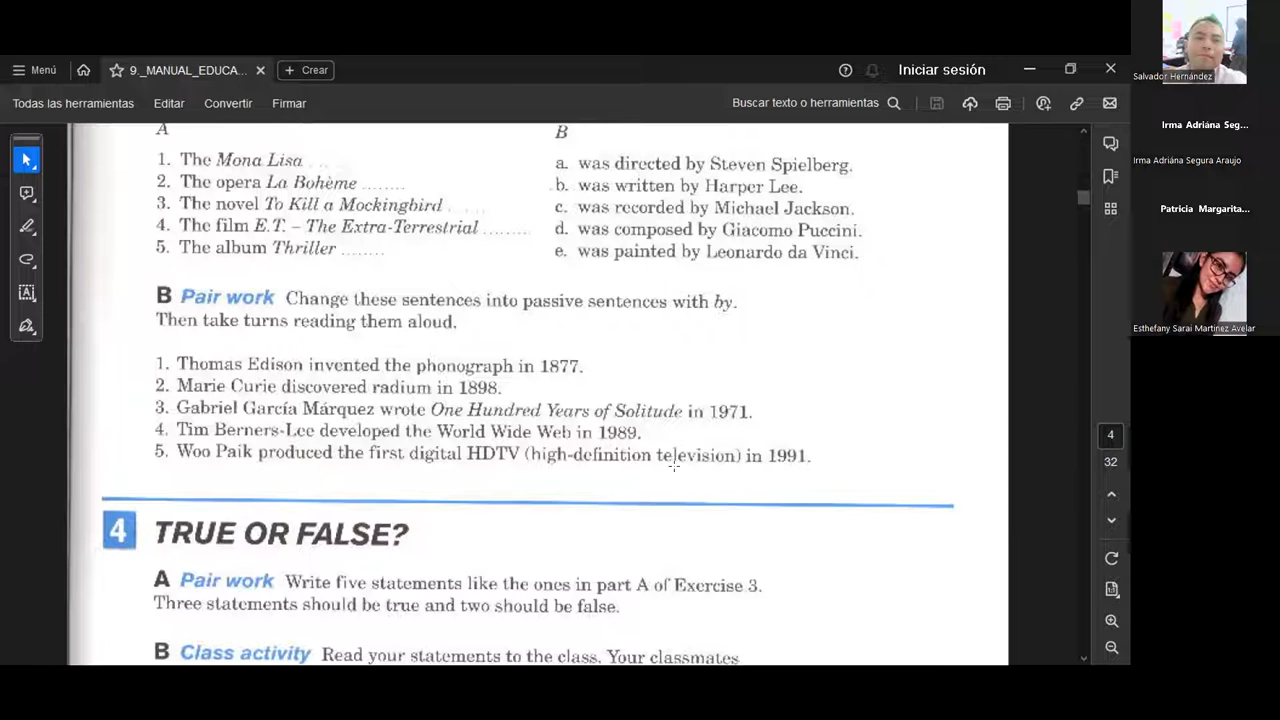 Menú
9._MANUAL_EDUCA...
Crear
Iniciar sesión
Todas las herramientas
Editar
Convertir
Firmar
Buscar texto o herramientas
A
B
1. The Mona Lisa . . .
a. was directed by Steven Spielberg.
2. The opera La Bohème ........
b. was written by Harper Lee.
3. The novel To Kill a Mockingbird ......
c. was recorded by Michael Jackson.
4. The film E.T. – The Extra-Terrestrial ........
d. was composed by Giacomo Puccini.
5. The album Thriller ........
e. was painted by Leonardo da Vinci.
B Pair work Change these sentences into passive sentences with by.
Then take turns reading them aloud.
1. Thomas Edison invented the phonograph in 1877.
2. Marie Curie discovered radium in 1898.
3. Gabriel García Márquez wrote One Hundred Years of Solitude in 1971.
4. Tim Berners-Lee developed the World Wide Web in 1989.
5. Woo Paik produced the first digital HDTV (high-definition television) in 1991.
4 TRUE OR FALSE?
A Pair work Write five statements like the ones in part A of Exercise 3.
Three statements should be true and two should be false.
B Class activity Read your statements to the class. Your classmates
4
32
Salvador Hernández
Irma Adriána Seg...
Irma Adriána Segura Araujo
Patricia Margarita...
Esthefany Sarai Martinez Avelar